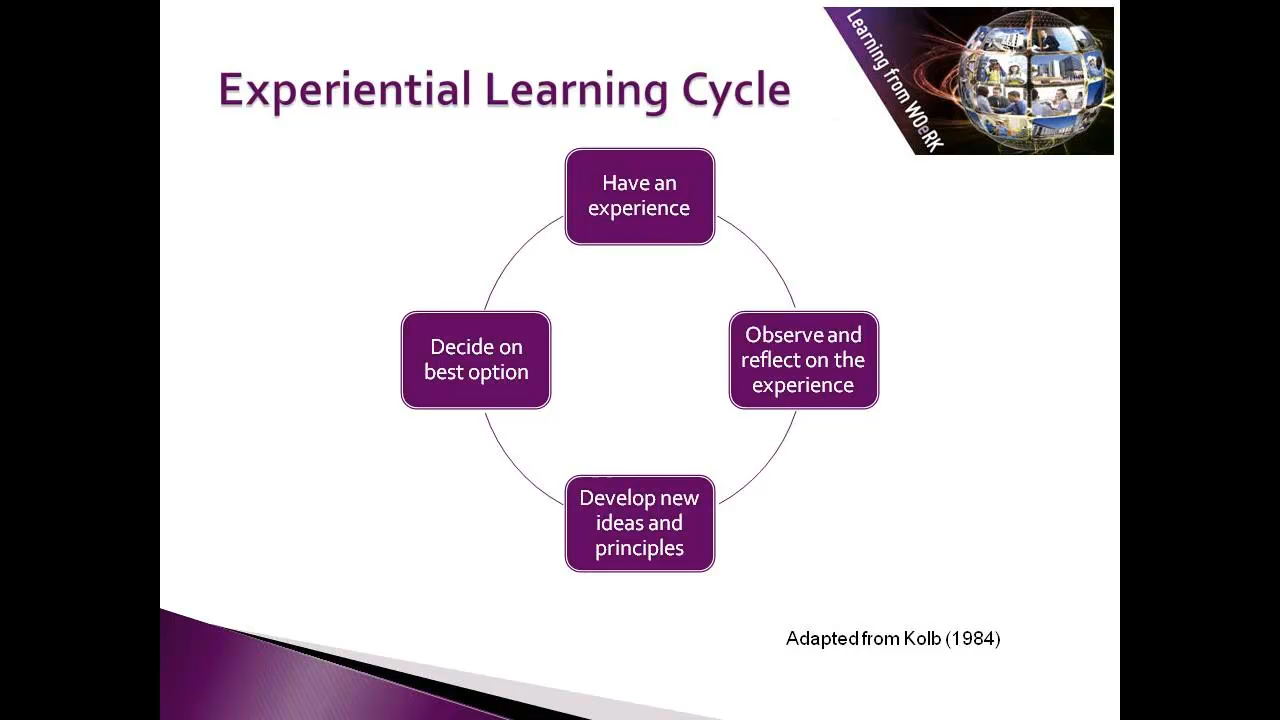 Experiential Learning Cycle
Learning from WOeRK
Have an
experience
Decide on
best option
Observe and
reflect on the
experience
Develop new
ideas and
principles
Adapted from Kolb (1984)